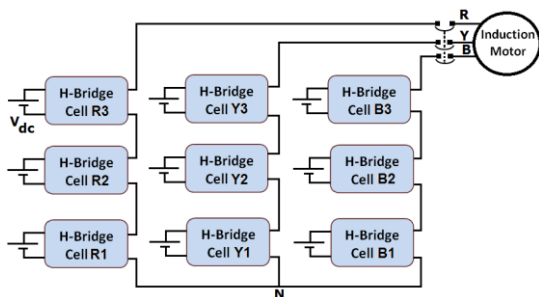 R
Y
B
Induction
Motor
H-Bridge
Cell R3
H-Bridge
Cell Y3
H-Bridge
Cell B3
Vdc
H-Bridge
Cell R2
H-Bridge
Cell Y2
H-Bridge
Cell B2
H-Bridge
Cell R1
H-Bridge
Cell Y1
H-Bridge
Cell B1
N